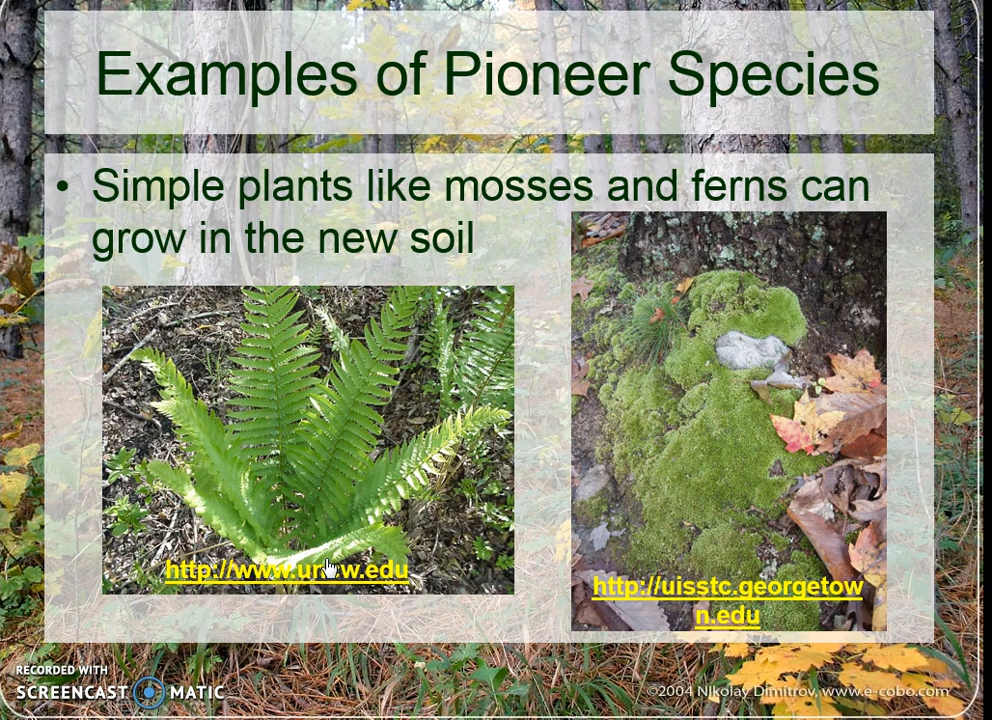 Examples of Pioneer Species
• Simple plants like mosses and ferns can
grow in the new soil
http://uisstc.georgetow
n.edu
RECORDED WITH
SCREENCAST MATIC
©2004 Nikolay Dimitrov, www.e-cobo.com